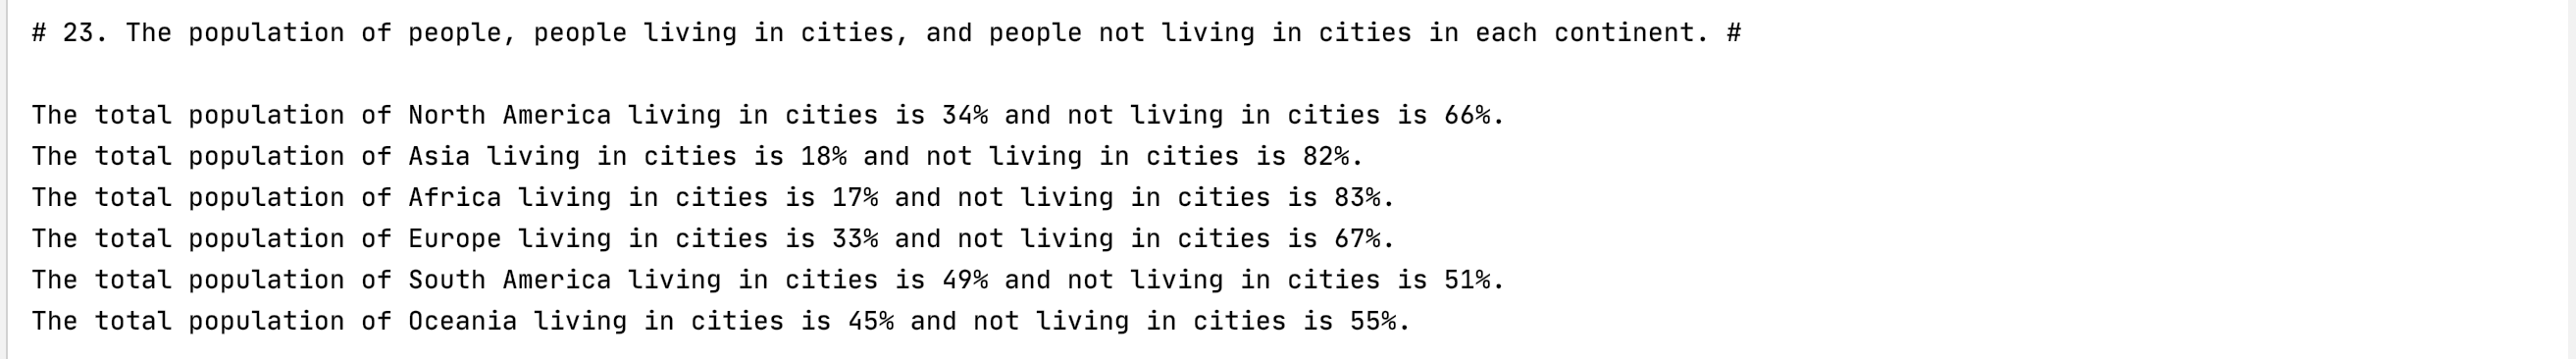 # 23. The population of people, people living in cities, and people not living in cities in each continent. #
The total population of North America living in cities is 34% and not living in cities is 66%.
The total population of Asia living in cities is 18% and not living in cities is 82%.
The total population of Africa living in cities is 17% and not living in cities is 83%.
The total population of Europe living in cities is 33% and not living in cities is 67%.
The total population of South America living in cities is 49% and not living in cities is 51%.
The total population of Oceania living in cities is 45% and not living in cities is 55%.